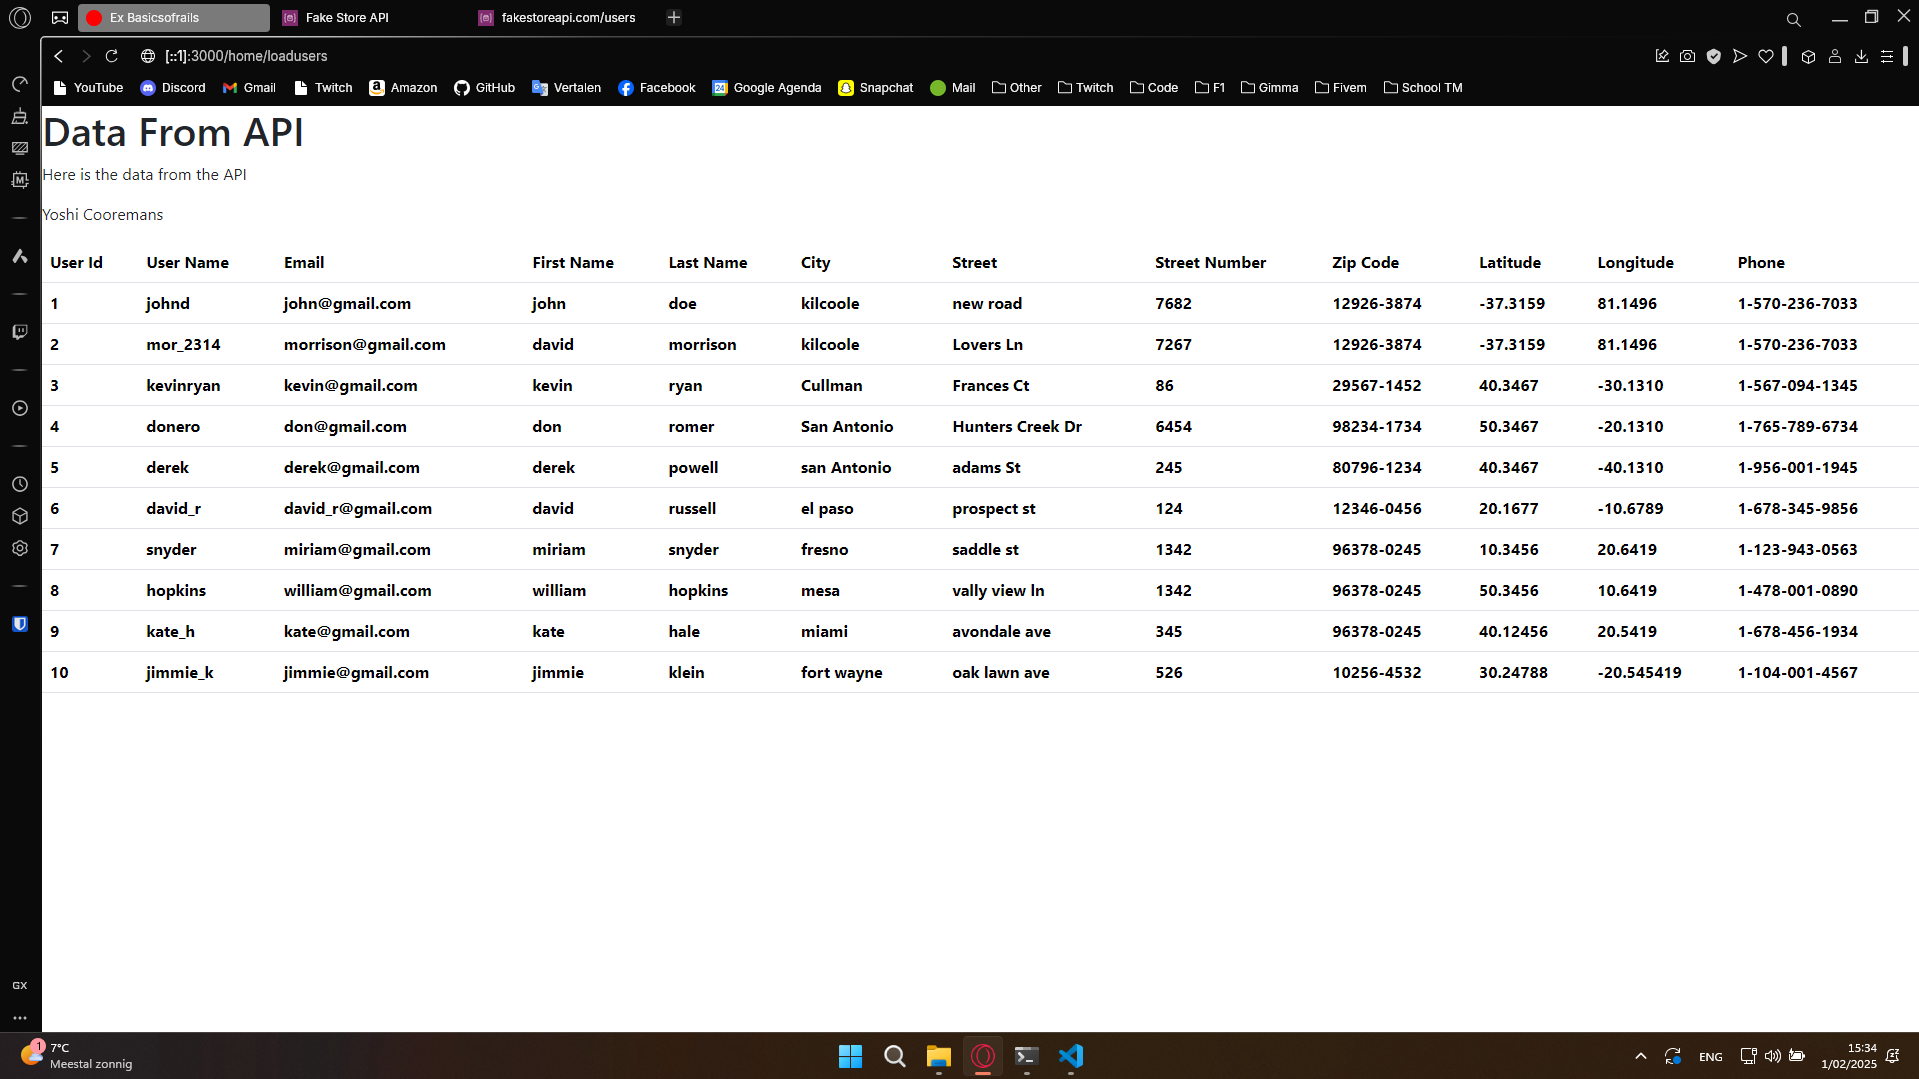 Ex Basicsofrails Fake Store API fakestoreapi.com/users
[::1]:3000/home/loadusers
YouTube Discord Gmail Twitch Amazon GitHub Vertalen Facebook Google Agenda Snapchat Mail Other Twitch Code F1 Gimma Fivem School TM
Data From API
Here is the data from the API
Yoshi Cooremans
User Id User Name Email First Name Last Name City Street Street Number Zip Code Latitude Longitude Phone
1 johnd john@gmail.com john doe kilcoole new road 7682 12926-3874 -37.3159 81.1496 1-570-236-7033
2 mor_2314 morrison@gmail.com david morrison kilcoole Lovers Ln 7267 12926-3874 -37.3159 81.1496 1-570-236-7033
3 kevinryan kevin@gmail.com kevin ryan Cullman Frances Ct 86 29567-1452 40.3467 -30.1310 1-567-094-1345
4 donero don@gmail.com don romer San Antonio Hunters Creek Dr 6454 98234-1734 50.3467 -20.1310 1-765-789-6734
5 derek derek@gmail.com derek powell san Antonio adams St 245 80796-1234 40.3467 -40.1310 1-956-001-1945
6 david_r david_r@gmail.com david russell el paso prospect st 124 12346-0456 20.1677 -10.6789 1-678-345-9856
7 snyder miriam@gmail.com miriam snyder fresno saddle st 1342 96378-0245 10.3456 20.6419 1-123-943-0563
8 hopkins william@gmail.com william hopkins mesa vally view ln 1342 96378-0245 50.3456 10.6419 1-478-001-0890
9 kate_h kate@gmail.com kate hale miami avondale ave 345 96378-0245 40.12456 20.5419 1-678-456-1934
10 jimmie_k jimmie@gmail.com jimmie klein fort wayne oak lawn ave 526 10256-4532 30.24788 -20.545419 1-104-001-4567
GX
1 7°C
Meestal zonnig
ENG
15:34
1/02/2025